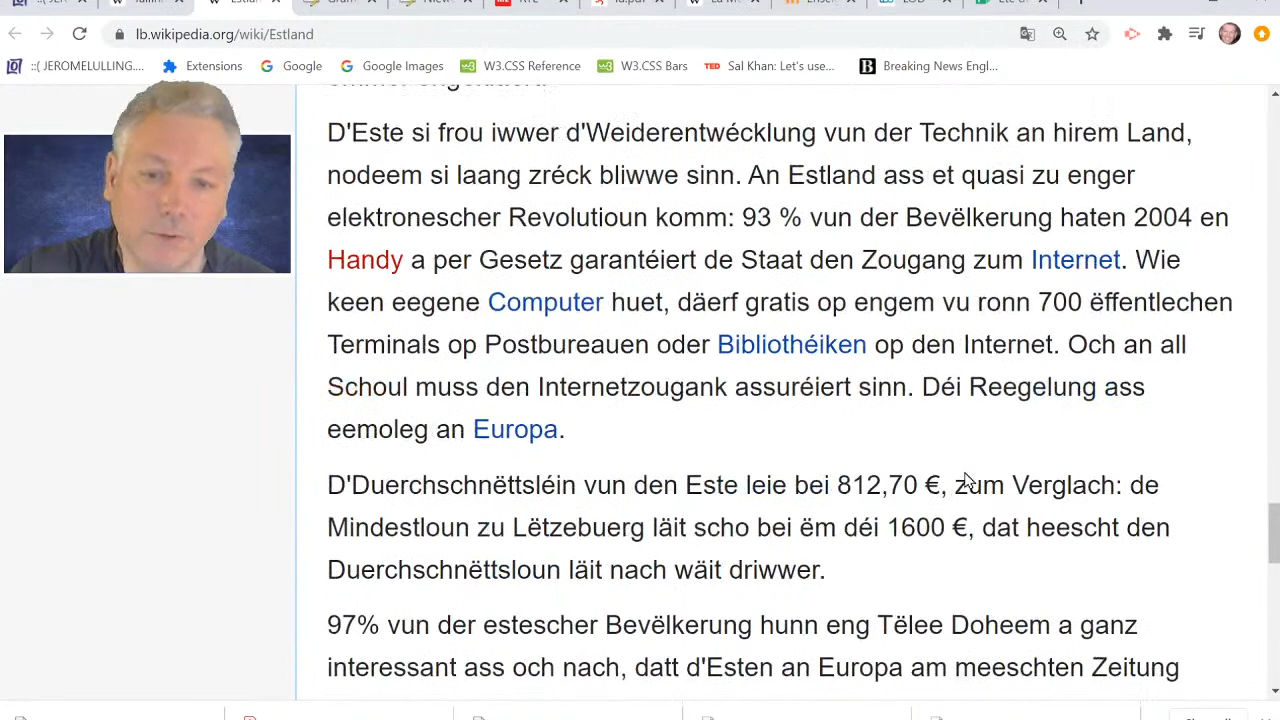 lb.wikipedia.org/wiki/Estland
::( JEROMELULLING.... Extensions Google Google Images W3.CSS Reference W3.CSS Bars TED Sal Khan: Let's use... B Breaking News Engl...
D'Este si frou iwwer d'Weiderentwécklung vun der Technik an hirem Land,
nodeem si laang zréck bliwwe sinn. An Estland ass et quasi zu enger
elektronescher Revolutioun komm: 93 % vun der Bevëlkerung haten 2004 en
Handy a per Gesetz garantéiert de Staat den Zougang zum Internet. Wie
keen eegene Computer huet, däerf gratis op engem vu ronn 700 ëffentlechen
Terminals op Postbureauen oder Bibliothéiken op den Internet. Och an all
Schoul muss den Internetzougank assuréiert sinn. Déi Reegelung ass
eemoleg an Europa.
D'Duerchschnëttsléin vun den Este leie bei 812,70 €, zum Verglach: de
Mindestloun zu Lëtzebuerg läit scho bei ëm déi 1600 €, dat heescht den
Duerchschnëttsloun läit nach wäit driwwer.
97% vun der estescher Bevëlkerung hunn eng Tëlee Doheem a ganz
interessant ass och nach, datt d'Esten an Europa am meeschten Zeitung